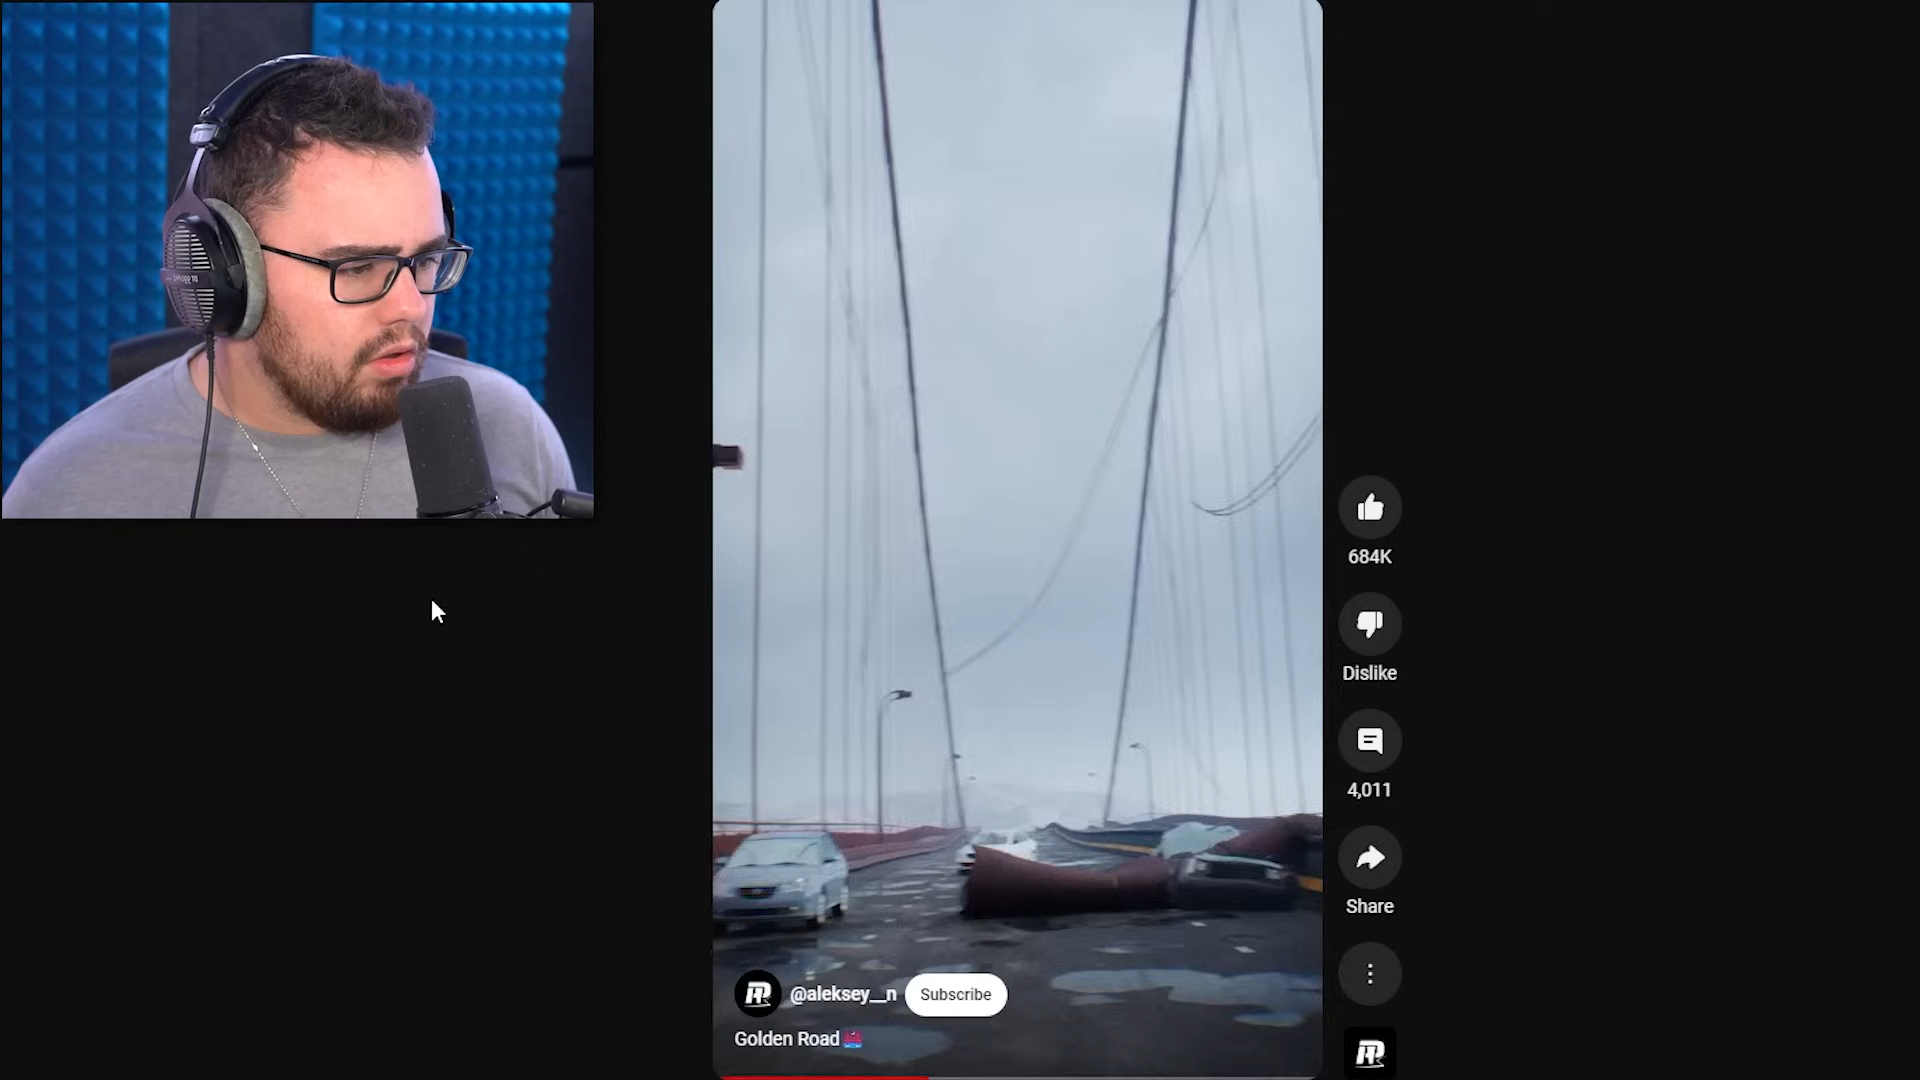 684K
Dislike
4,011
Share
@aleksey__n
Subscribe
Golden Road